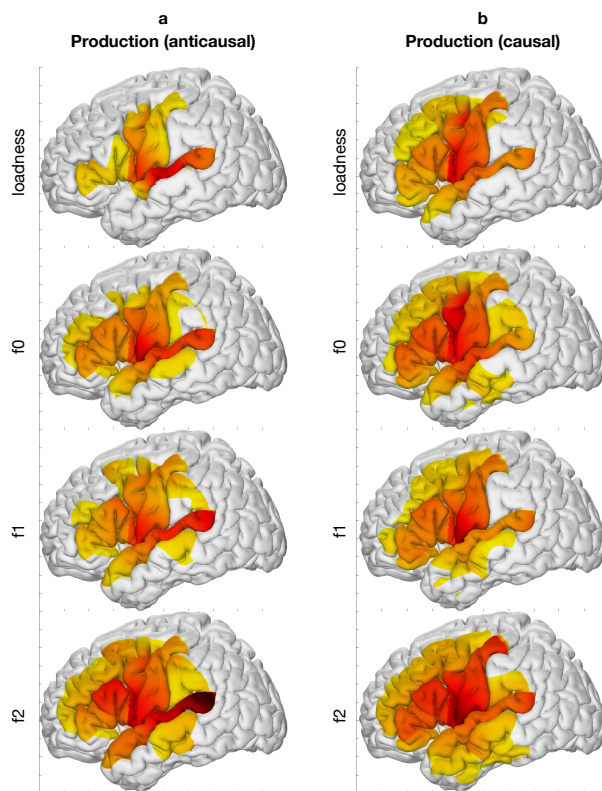 a
Production (anticausal)
b
Production (causal)
loadness
loadness
f0
f0
f1
f1
f2
f2